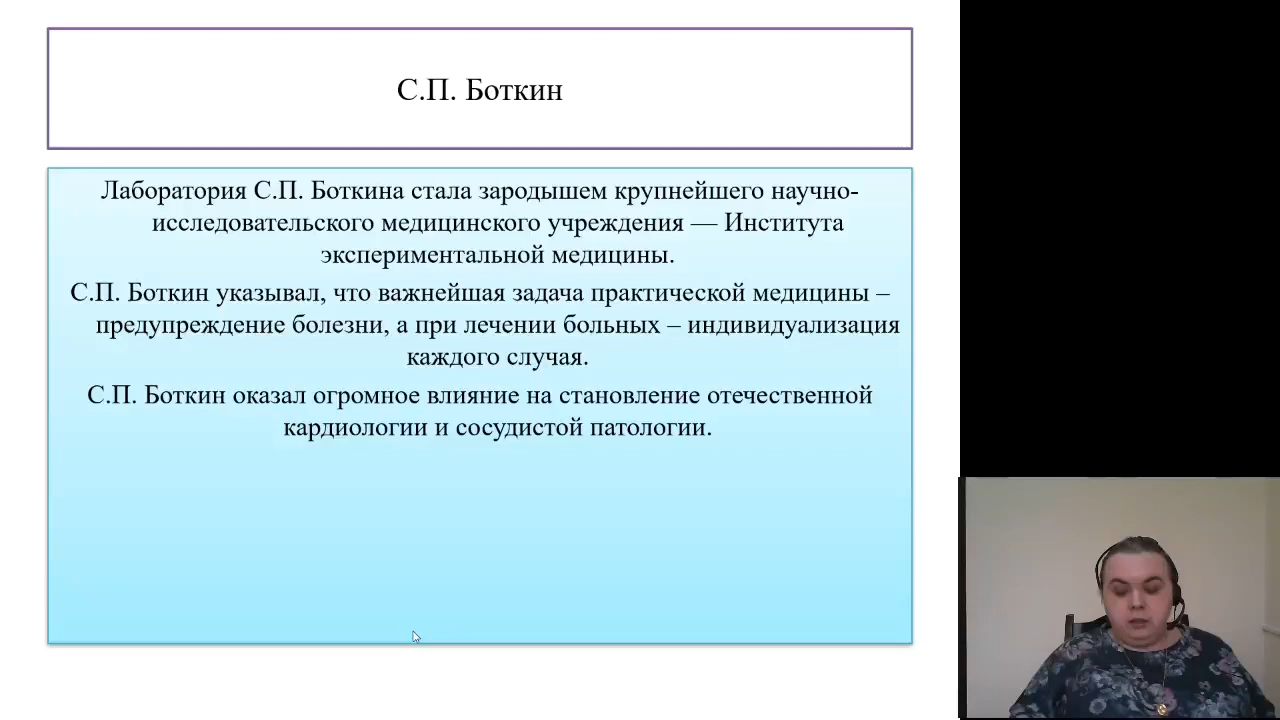 С.П. Боткин
Лаборатория С.П. Боткина стала зародышем крупнейшего научно-
исследовательского медицинского учреждения — Института
экспериментальной медицины.
С.П. Боткин указывал, что важнейшая задача практической медицины –
предупреждение болезни, а при лечении больных – индивидуализация
каждого случая.
С.П. Боткин оказал огромное влияние на становление отечественной
кардиологии и сосудистой патологии.